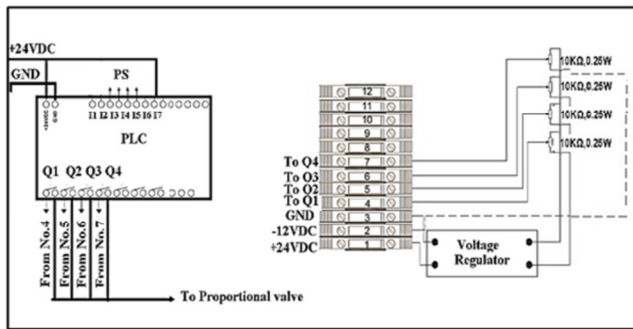 +24VDC
PS
GND
I1 I2 I3 I4 I5 I6 I7
+24VDC
GND
PLC
Q1 Q2 Q3 Q4
From No.4
From No.5
From No.6
From No.7
To Proportional valve
12
11
10
9
8
To Q4 7
To Q3 6
To Q2 5
To Q1 4
GND 3
-12VDC 2
+24VDC 1
10KΩ,0.25W
10KΩ,0.25W
10KΩ,0.25W
10KΩ,0.25W
Voltage
Regulator